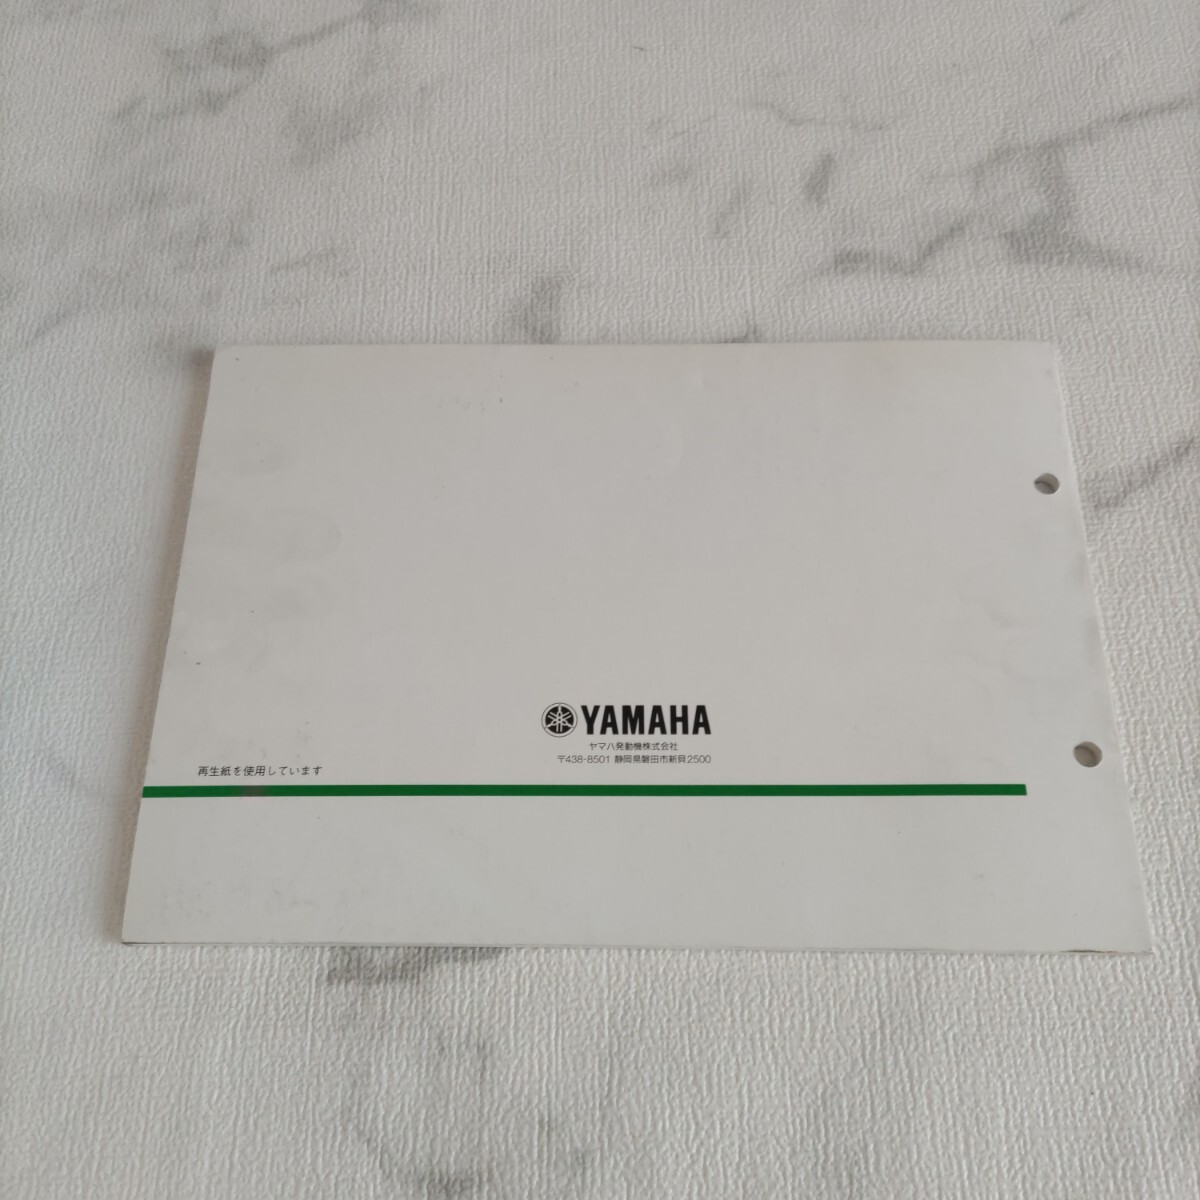 YAMAHA
ヤマハ発動機株式会社
〒438-8501 静岡県磐田市新貝2500
再生紙を使用しています